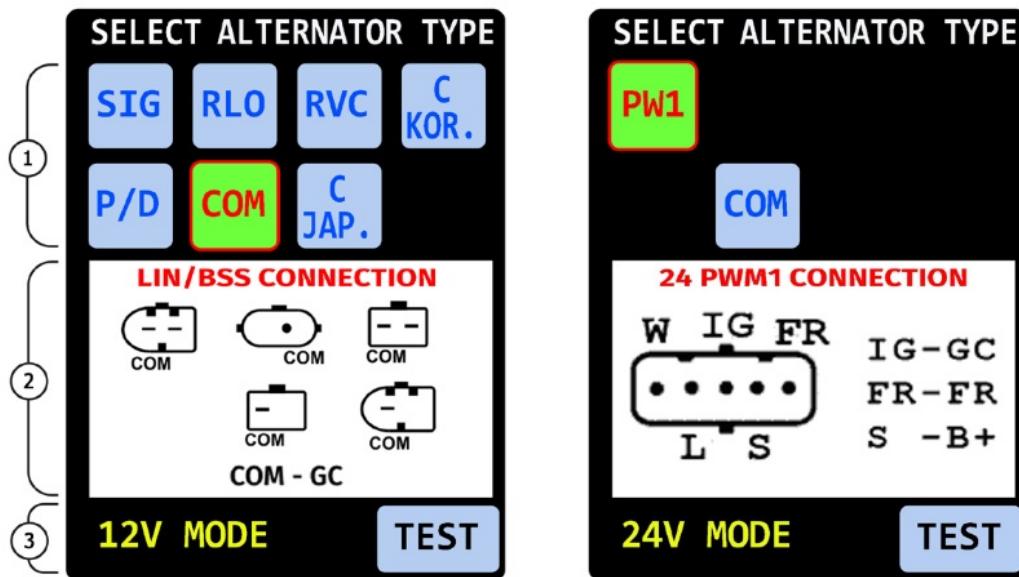 SELECT ALTERNATOR TYPE
SIG RLO RVC C KOR.
P/D COM C JAP.
LIN/BSS CONNECTION
COM COM COM
COM COM
COM - GC
12V MODE TEST
1
2
3
SELECT ALTERNATOR TYPE
PW1
COM
24 PWM1 CONNECTION
W IG FR
L S
IG-GC
FR-FR
S -B+
24V MODE TEST